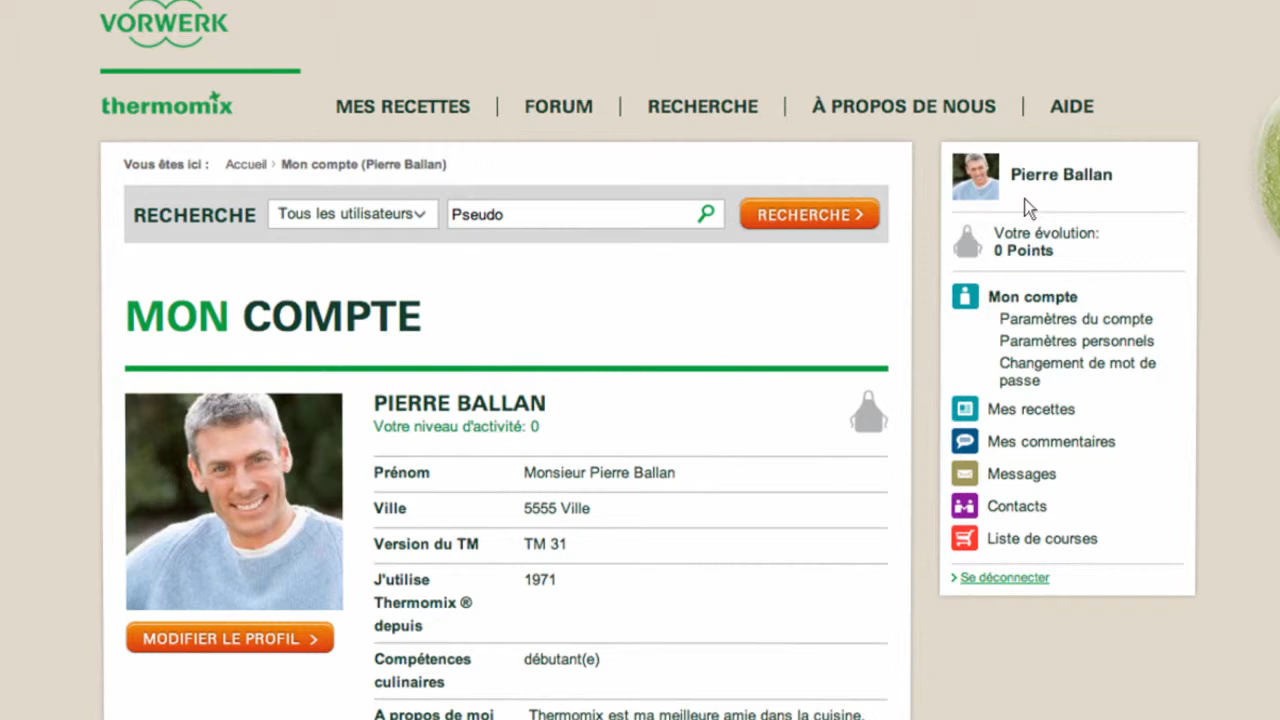 VORWERK
thermomix
MES RECETTES | FORUM | RECHERCHE | À PROPOS DE NOUS | AIDE
Vous êtes ici : Accueil › Mon compte (Pierre Ballan)
RECHERCHE Tous les utilisateurs Pseudo RECHERCHE >
MON COMPTE
PIERRE BALLAN
Votre niveau d'activité: 0
Prénom Monsieur Pierre Ballan
Ville 5555 Ville
Version du TM TM 31
J'utilise 1971
Thermomix ®
depuis
Compétences débutant(e)
culinaires
A propos de moi Thermomix est ma meilleure amie dans la cuisine.
MODIFIER LE PROFIL >
Pierre Ballan
Votre évolution:
0 Points
Mon compte
Paramètres du compte
Paramètres personnels
Changement de mot de
passe
Mes recettes
Mes commentaires
Messages
Contacts
Liste de courses
> Se déconnecter